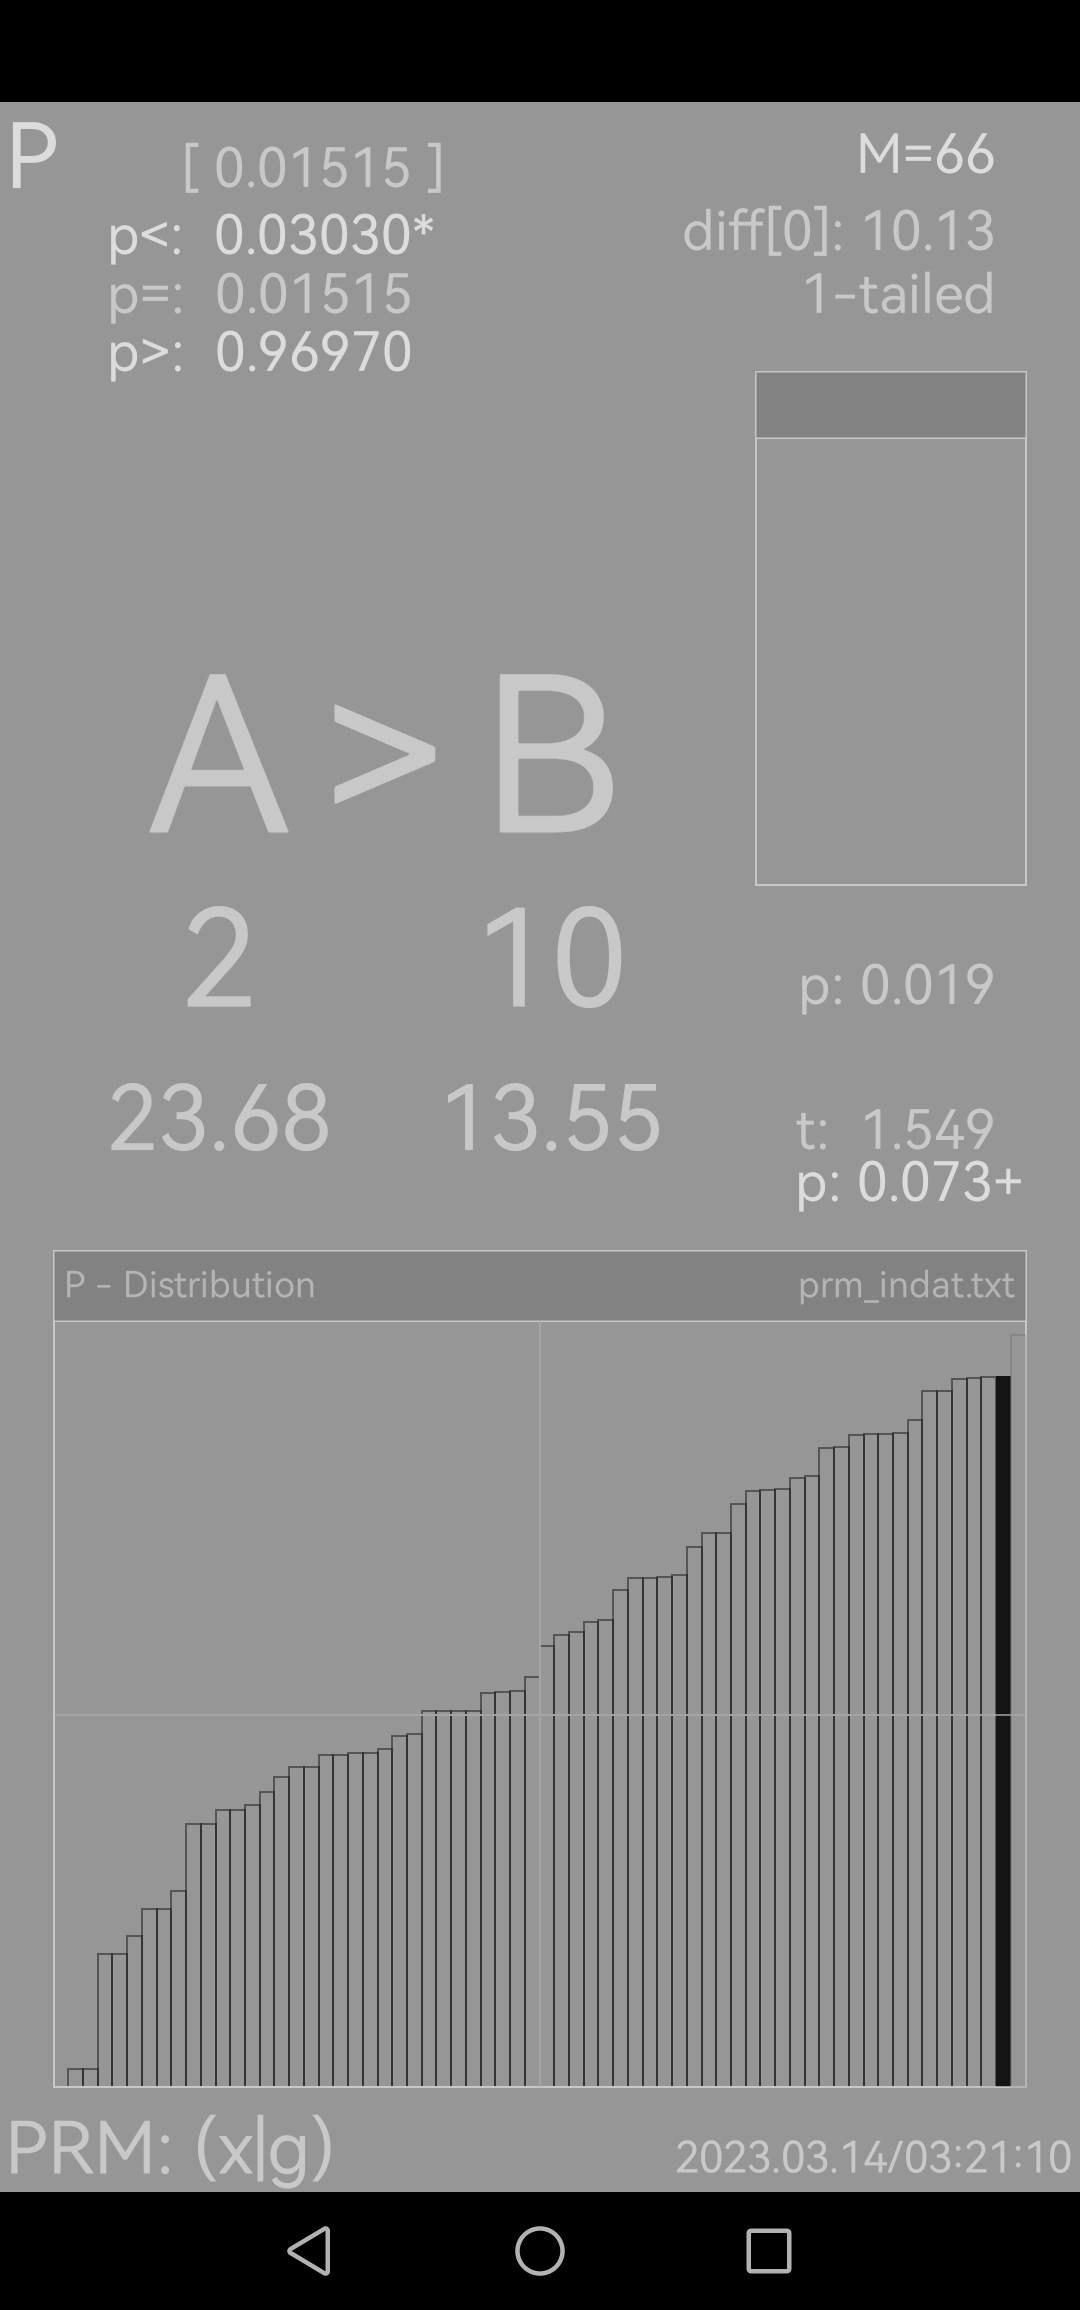 P
[ 0.01515 ]
M=66
p<: 0.03030*
diff[0]: 10.13
p=: 0.01515
1-tailed
p>: 0.96970
A > B
2 10
p: 0.019
23.68 13.55
t: 1.549
p: 0.073+
P - Distribution prm_indat.txt
PRM: (x|g) 2023.03.14/03:21:10